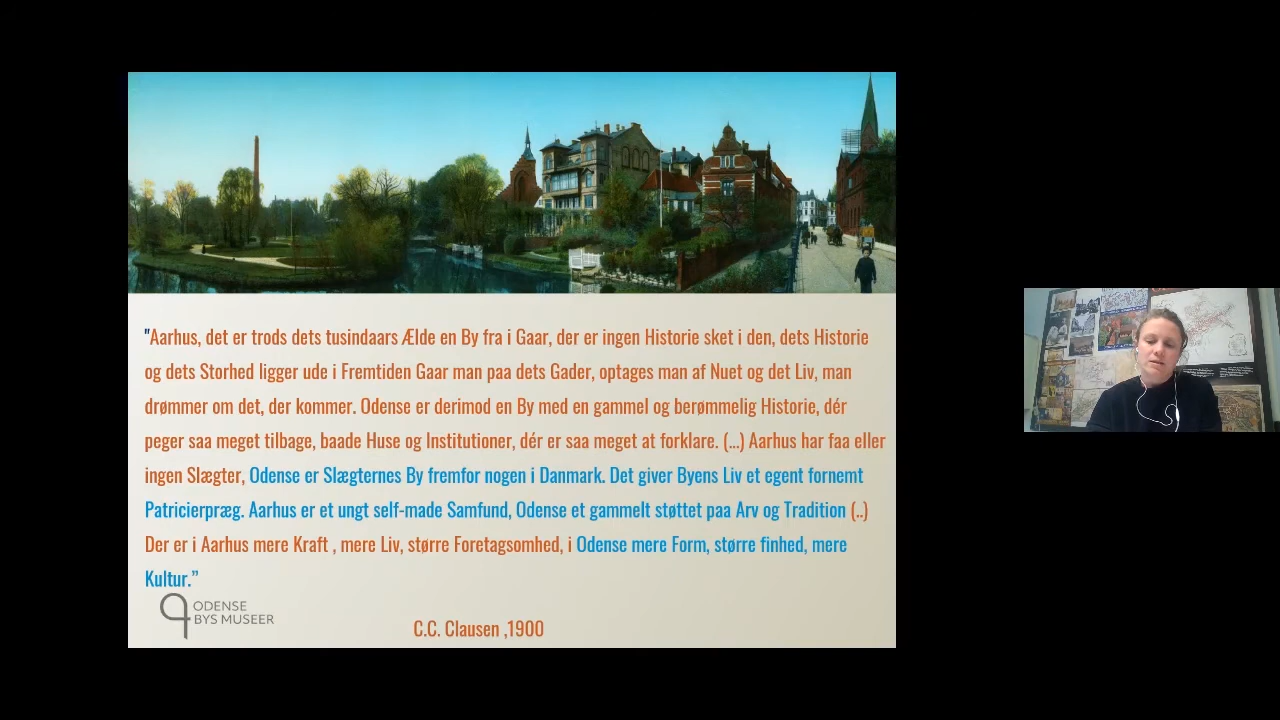 "Aarhus, det er trods dets tusindaars Ælde en By fra i Gaar, der er ingen Historie sket i den, dets Historie
og dets Storhed ligger ude i Fremtiden Gaar man paa dets Gader, optages man af Nuet og det Liv, man
drømmer om det, der kommer. Odense er derimod en By med en gammel og berømmelig Historie, dér
peger saa meget tilbage, baade Huse og Institutioner, dér er saa meget at forklare. (...) Aarhus har faa eller
ingen Slægter, Odense er Slægternes By fremfor nogen i Danmark. Det giver Byens Liv et egent fornemt
Patricierpræg. Aarhus er et ungt self-made Samfund, Odense et gammelt støttet paa Arv og Tradition (..)
Der er i Aarhus mere Kraft , mere Liv, større Foretagsomhed, i Odense mere Form, større finhed, mere
Kultur.”
ODENSE
BYS MUSEER
C.C. Clausen ,1900